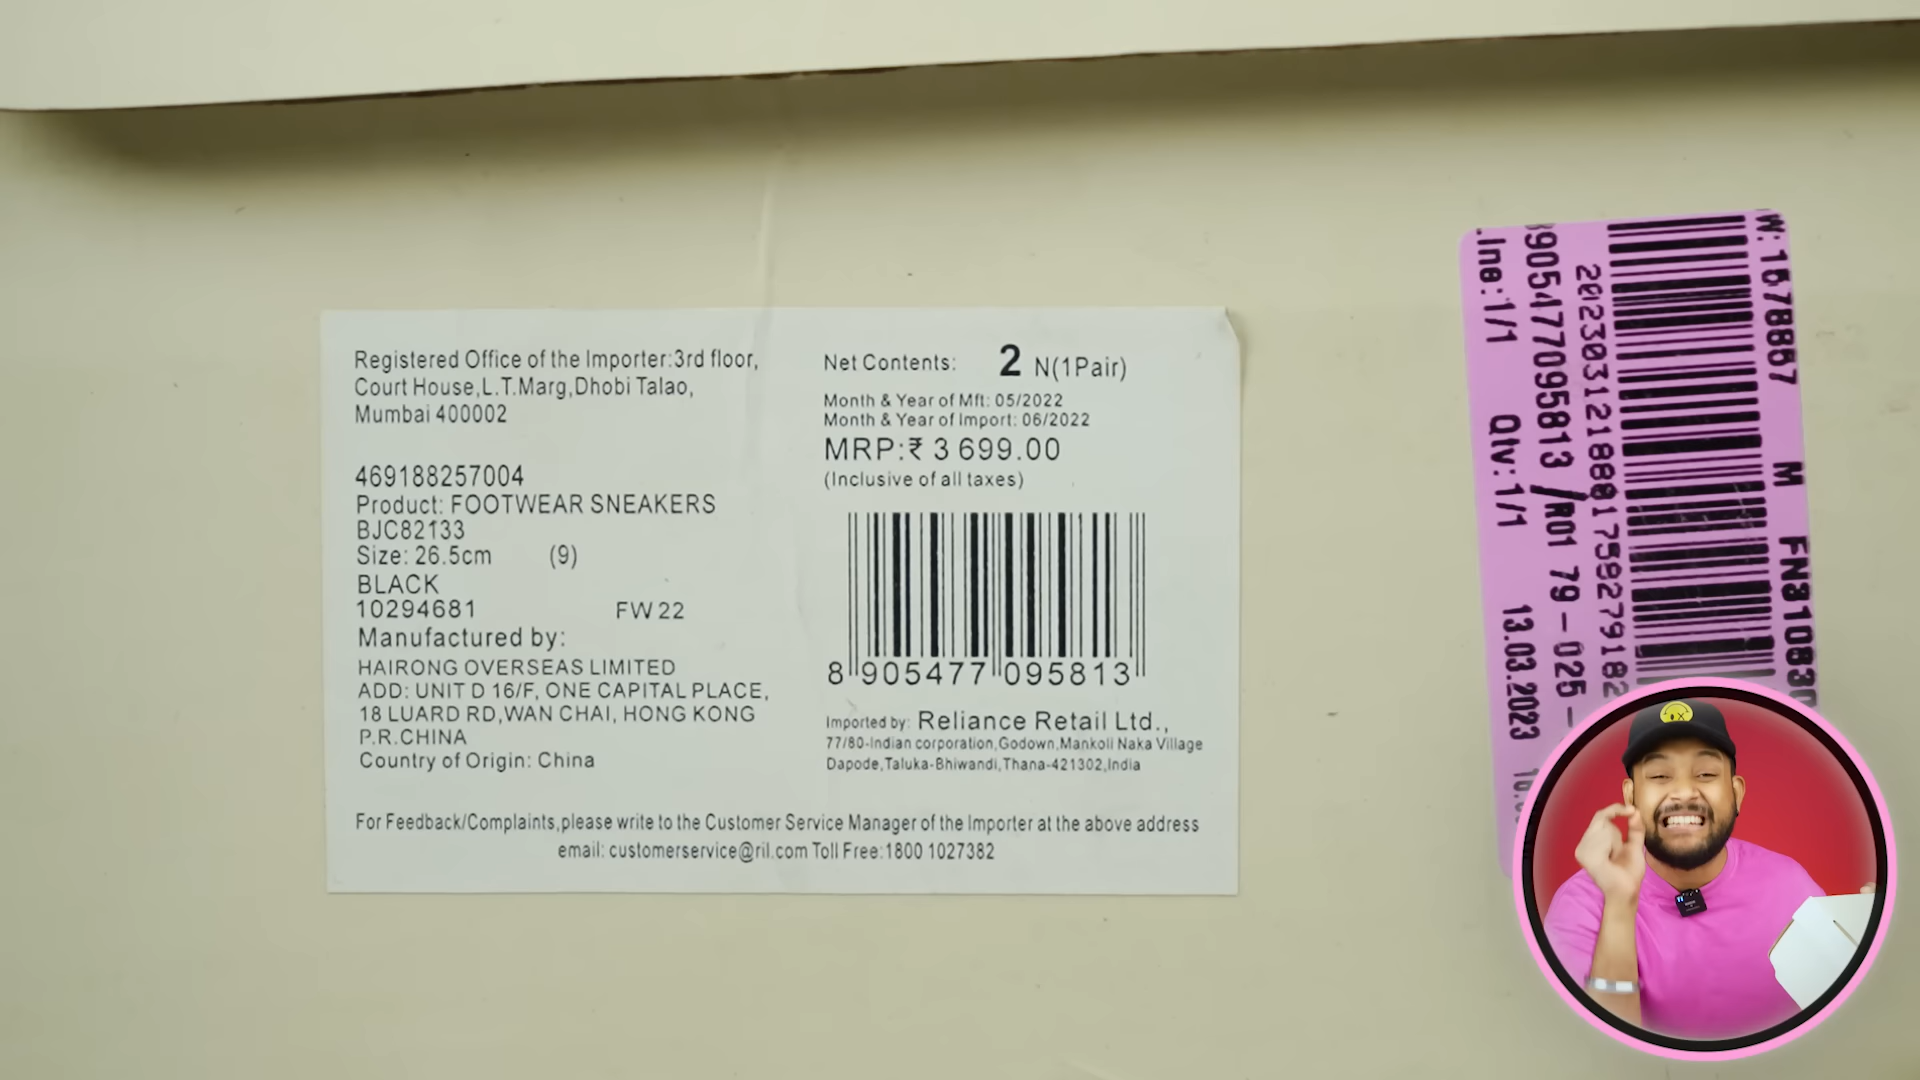 Registered Office of the Importer:3rd floor,
Court House,L.T.Marg,Dhobi Talao,
Mumbai 400002
469188257004
Product: FOOTWEAR SNEAKERS
BJC82133
Size: 26.5cm (9)
BLACK
10294681 FW 22
Manufactured by:
HAIRONG OVERSEAS LIMITED
ADD: UNIT D 16/F, ONE CAPITAL PLACE,
18 LUARD RD,WAN CHAI, HONG KONG
P.R.CHINA
Country of Origin: China
Net Contents: 2 N(1Pair)
Month & Year of Mft: 05/2022
Month & Year of Import: 06/2022
MRP:₹ 3 699.00
(Inclusive of all taxes)
8 905477 095813
Imported by: Reliance Retail Ltd.,
77/80-Indian corporation,Godown,Mankoli Naka Village
Dapode,Taluka-Bhiwandi,Thana-421302,India
For Feedback/Complaints,please write to the Customer Service Manager of the Importer at the above address
email: customerservice@ril.com Toll Free:1800 1027382
M FN810830
8905477095813 /R01 79-025-
Qty:1/1 13.03.2023